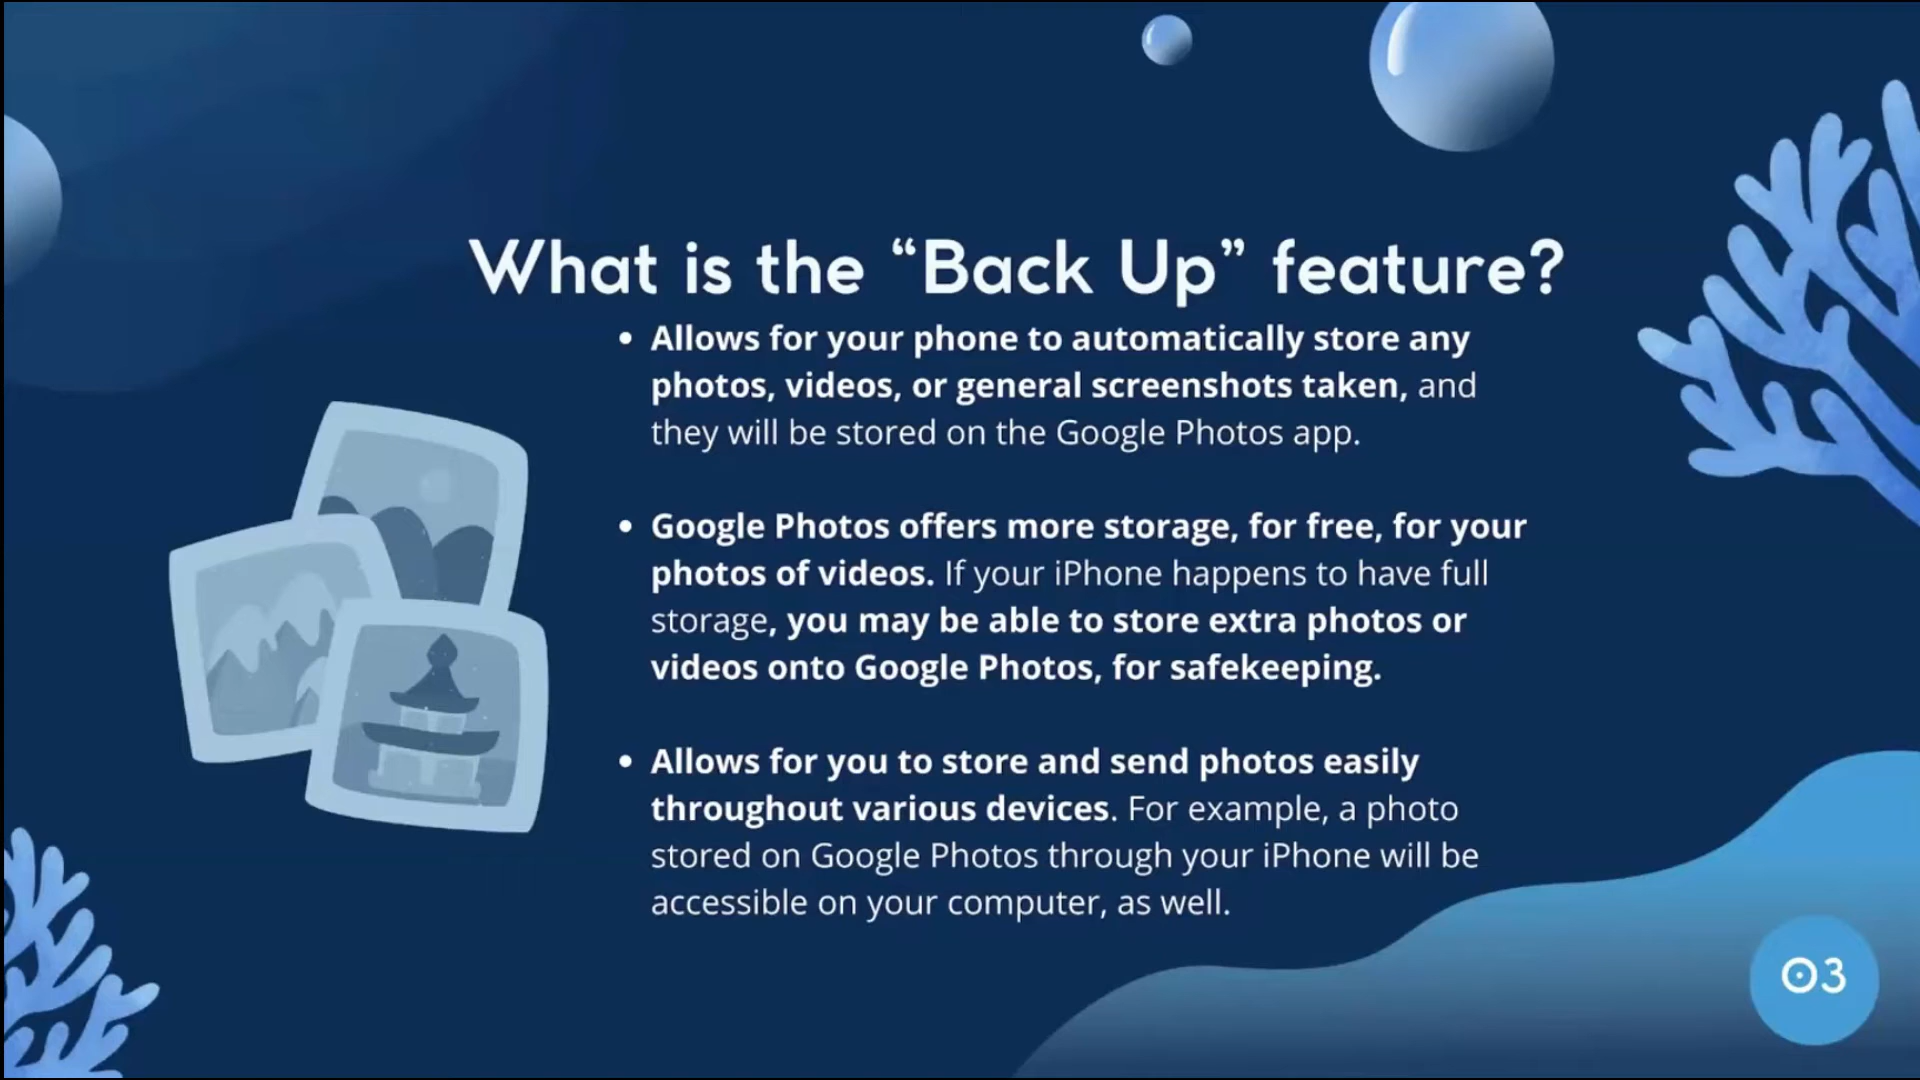 What is the “Back Up” feature?
• Allows for your phone to automatically store any
photos, videos, or general screenshots taken, and
they will be stored on the Google Photos app.
• Google Photos offers more storage, for free, for your
photos of videos. If your iPhone happens to have full
storage, you may be able to store extra photos or
videos onto Google Photos, for safekeeping.
• Allows for you to store and send photos easily
throughout various devices. For example, a photo
stored on Google Photos through your iPhone will be
accessible on your computer, as well.
03